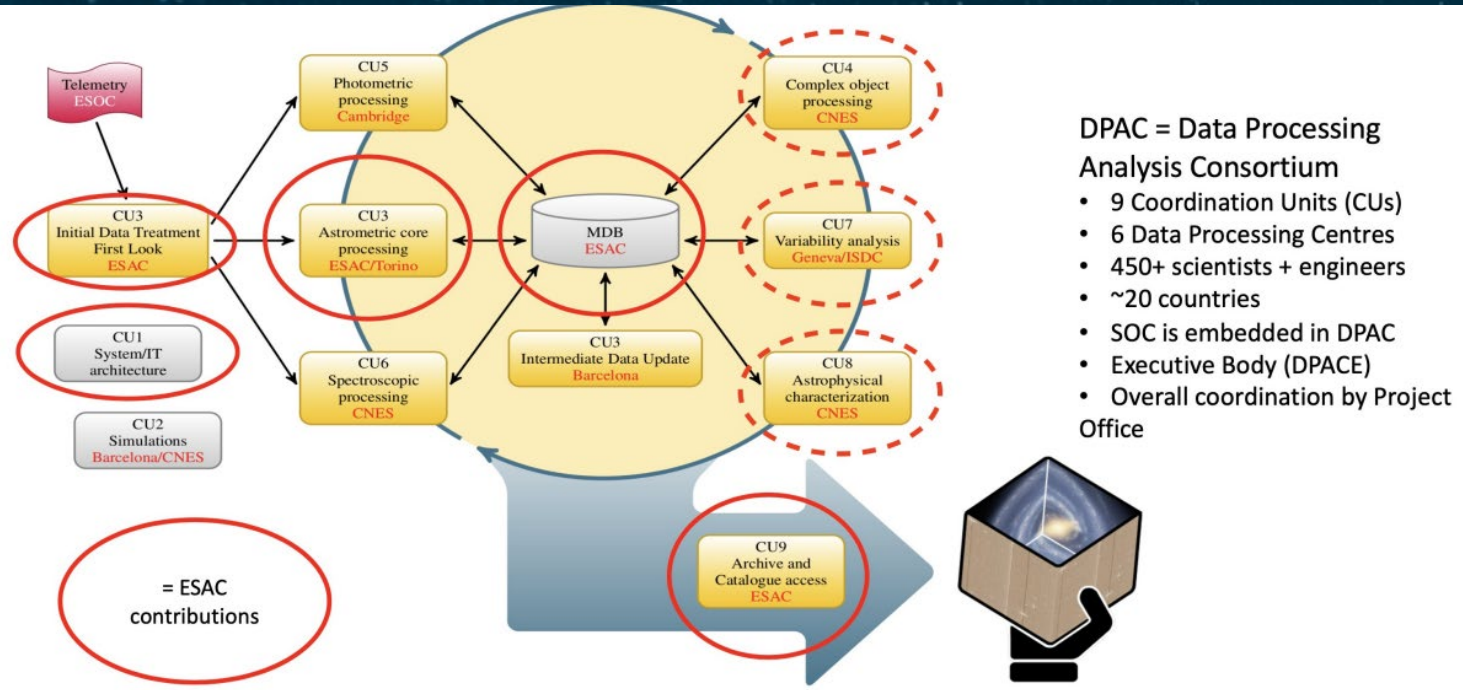 Telemetry
ESOC
CU3
Initial Data Treatment
First Look
ESAC
CU1
System/IT
architecture
CU2
Simulations
Barcelona/CNES
CU5
Photometric
processing
Cambridge
CU3
Astrometric core
processing
ESAC/Torino
CU6
Spectroscopic
processing
CNES
MDB
ESAC
CU3
Intermediate Data Update
Barcelona
CU4
Complex object
processing
CNES
CU7
Variability analysis
Geneva/ISDC
CU8
Astrophysical
characterization
CNES
CU9
Archive and
Catalogue access
ESAC
= ESAC
contributions
DPAC = Data Processing
Analysis Consortium
• 9 Coordination Units (CUs)
• 6 Data Processing Centres
• 450+ scientists + engineers
• ~20 countries
• SOC is embedded in DPAC
• Executive Body (DPACE)
• Overall coordination by Project
Office